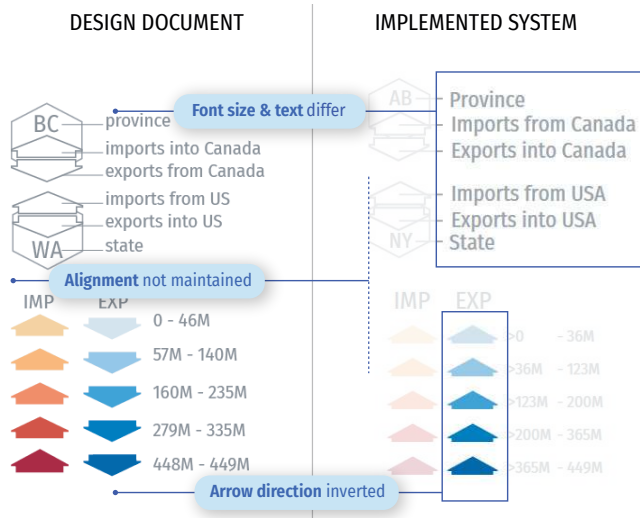 DESIGN DOCUMENT
IMPLEMENTED SYSTEM
Font size & text differ
BC
province
imports into Canada
exports from Canada
imports from US
exports into US
WA
state
AB
Province
Imports from Canada
Exports into Canada
Imports from USA
Exports into USA
NY
State
Alignment not maintained
IMP EXP
0 - 46M
57M - 140M
160M - 235M
279M - 335M
448M - 449M
IMP EXP
>0 - 36M
>36M - 123M
>123M - 200M
>200M - 365M
>365M - 449M
Arrow direction inverted